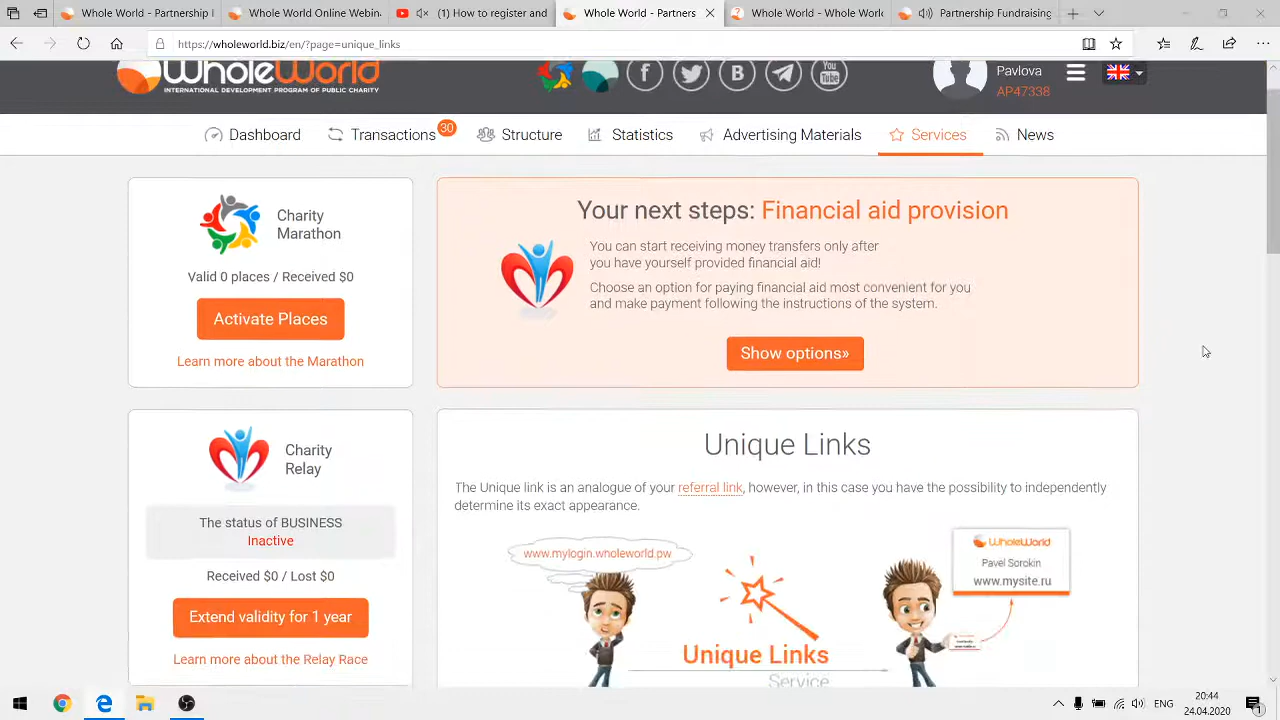 Whole World - Partners
(1) How to register and
Whole World - Partners
Whole World - World
Partnership Fundraising
https://wholeworld.biz/en/?page=unique_links
WHOLEWORLD
INTERNATIONAL DEVELOPMENT PROGRAM OF PUBLIC CHARITY
f
B
You
Tube
Pavlova
AP47338
Dashboard
Transactions
30
Structure
Statistics
Advertising Materials
Services
News
Charity
Marathon
Valid 0 places / Received $0
Activate Places
Learn more about the Marathon
Your next steps: Financial aid provision
You can start receiving money transfers only after
you have yourself provided financial aid!
Choose an option for paying financial aid most convenient for you
and make payment following the instructions of the system.
Show options»
Charity
Relay
The status of BUSINESS
Inactive
Received $0 / Lost $0
Extend validity for 1 year
Learn more about the Relay Race
Unique Links
The Unique link is an analogue of your referral link, however, in this case you have the possibility to independently
determine its exact appearance.
www.mylogin.wholeworld.pw
WHOLEWORLD
Pavel Sorokin
www.mysite.ru
Unique Links
Service
ENG
20:44
24.04.2020